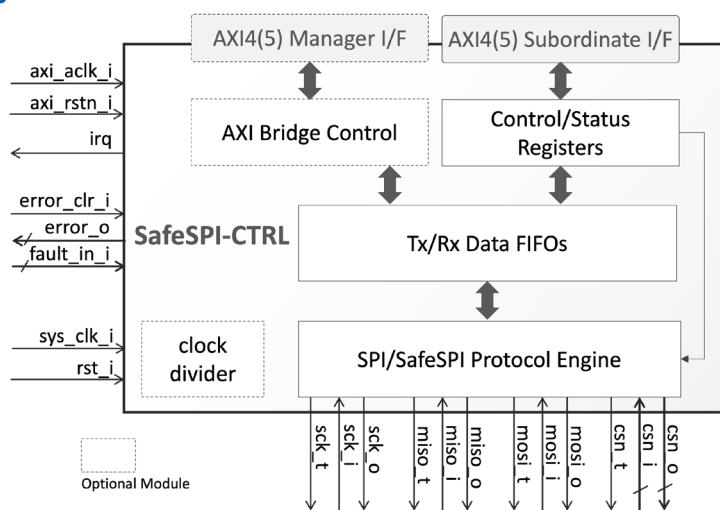 AXI4(5) Manager I/F
AXI4(5) Subordinate I/F
axi_aclk_i
axi_rstn_i
irq
AXI Bridge Control
Control/Status
Registers
error_clr_i
error_o
fault_in_i
SafeSPI-CTRL
Tx/Rx Data FIFOs
sys_clk_i
rst_i
clock
divider
SPI/SafeSPI Protocol Engine
sck_t
sck_i
sck_o
miso_t
miso_i
miso_o
mosi_t
mosi_i
mosi_o
csn_t
csn_i
csn_o
Optional Module